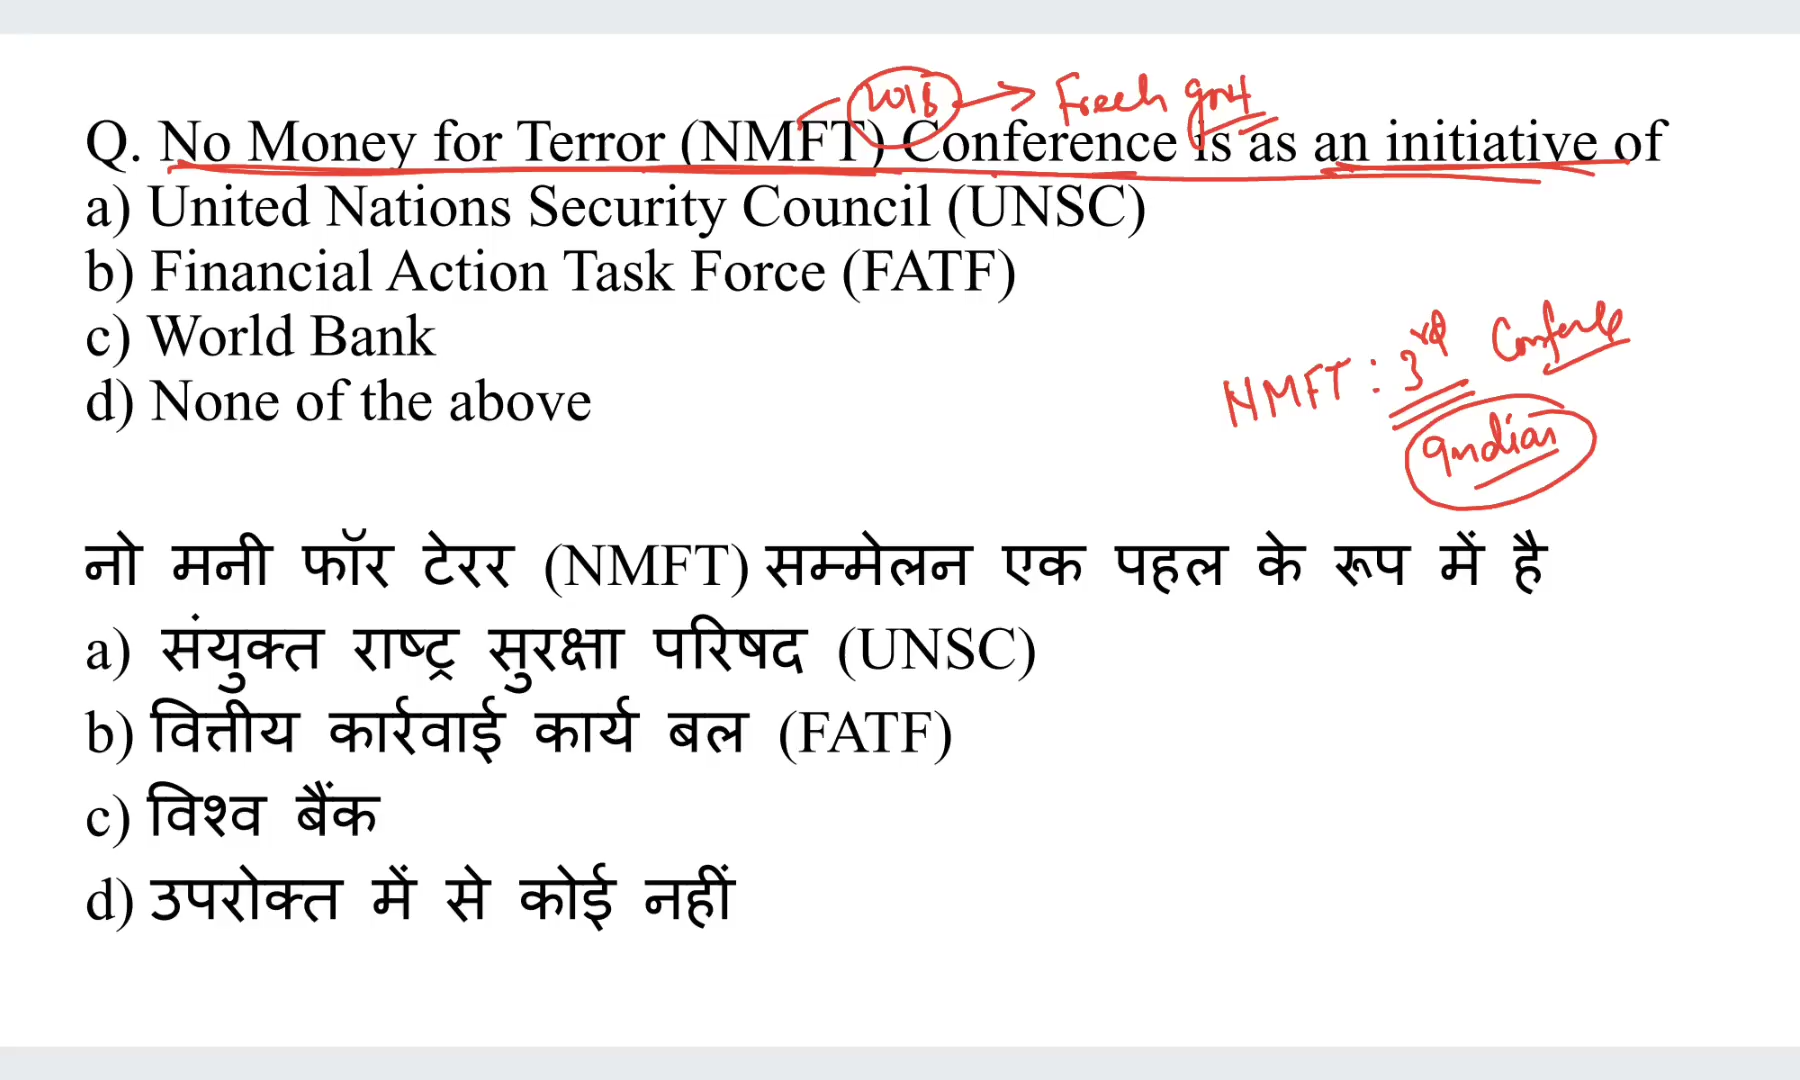 2018 → Freeh govt
Q. No Money for Terror (NMFT) Conference is as an initiative of
a) United Nations Security Council (UNSC)
b) Financial Action Task Force (FATF)
c) World Bank
d) None of the above
NMFT : 3rd Conferele
Indian
नो मनी फॉर टेरर (NMFT) सम्मेलन एक पहल के रूप में है
a) संयुक्त राष्ट्र सुरक्षा परिषद (UNSC)
b) वित्तीय कार्रवाई कार्य बल (FATF)
c) विश्व बैंक
d) उपरोक्त में से कोई नहीं